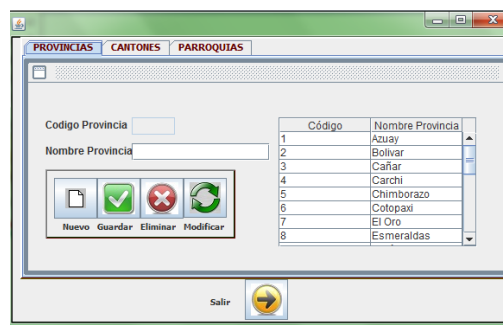 PROVINCIAS CANTONES PARROQUIAS
Codigo Provincia
Nombre Provincia
Nuevo Guardar Eliminar Modificar
Código Nombre Provincia
1 Azuay
2 Bolivar
3 Cañar
4 Carchi
5 Chimborazo
6 Cotopaxi
7 El Oro
8 Esmeraldas
Salir